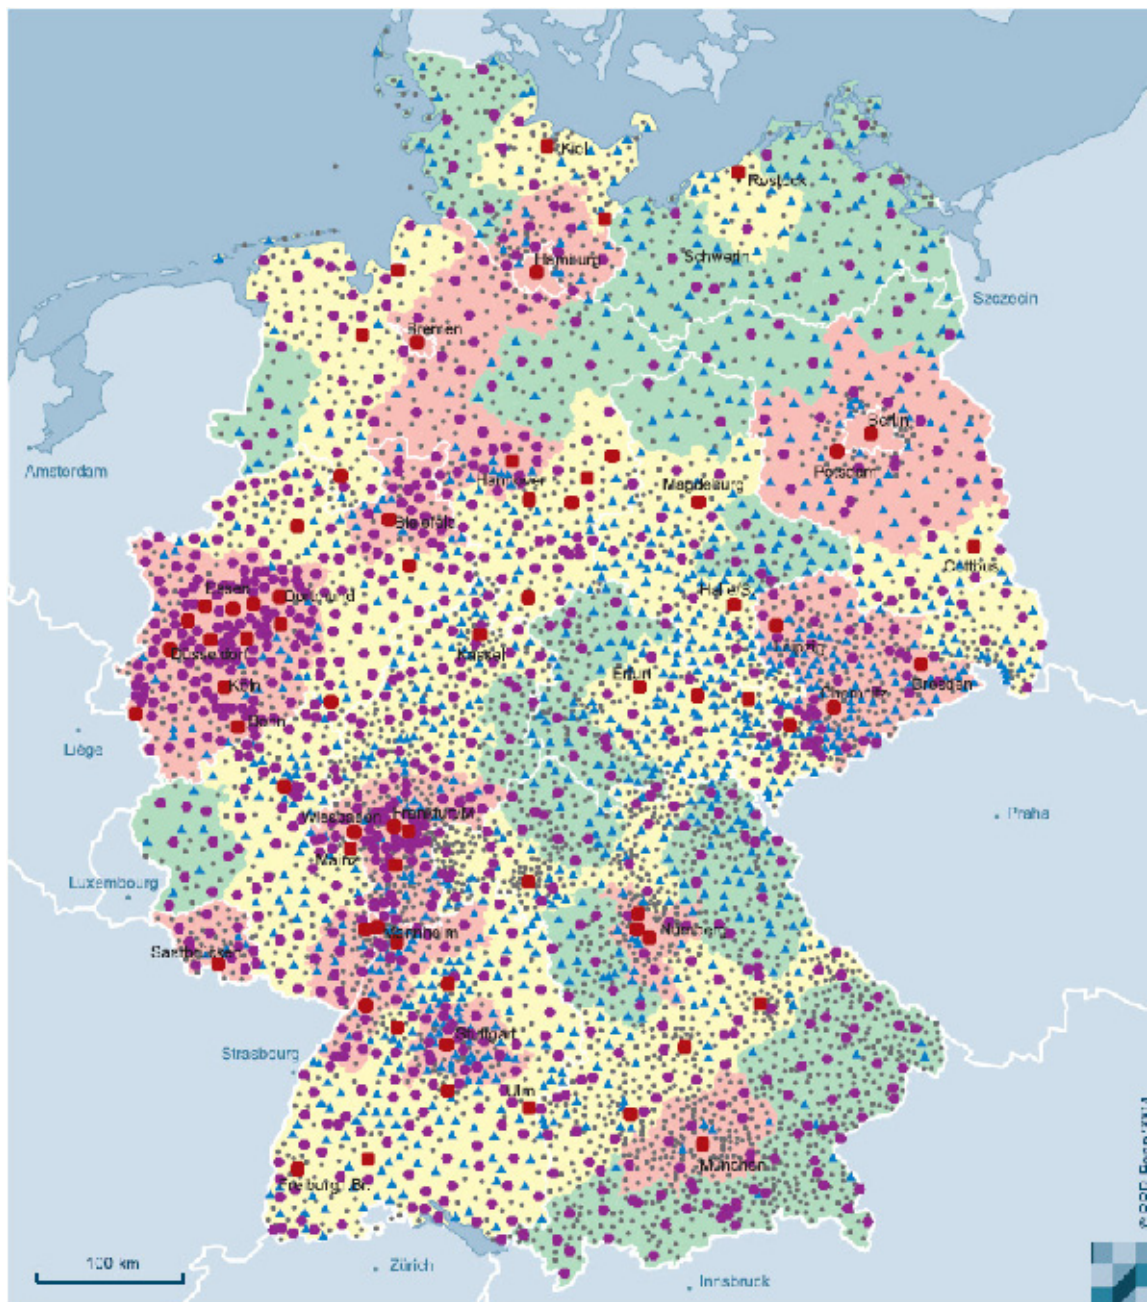 Kiel
Rostock
Hamburg
Schwerin
Szczecin
Bremen
Berlin
Amsterdam
Potsdam
Hannover
Magdeburg
Bielefeld
Cottbus
Essen
Dortmund
Halle/S.
Düsseldorf
Kassel
Leipzig
Erfurt
Dresden
Köln
Chemnitz
Bonn
Liège
Wiesbaden
Frankfurt/M.
Praha
Mainz
Luxembourg
Mannheim
Nürnberg
Saarbrücken
Stuttgart
Strasbourg
Ulm
München
Freiburg i. Br.
100 km
Zürich
Innsbruck